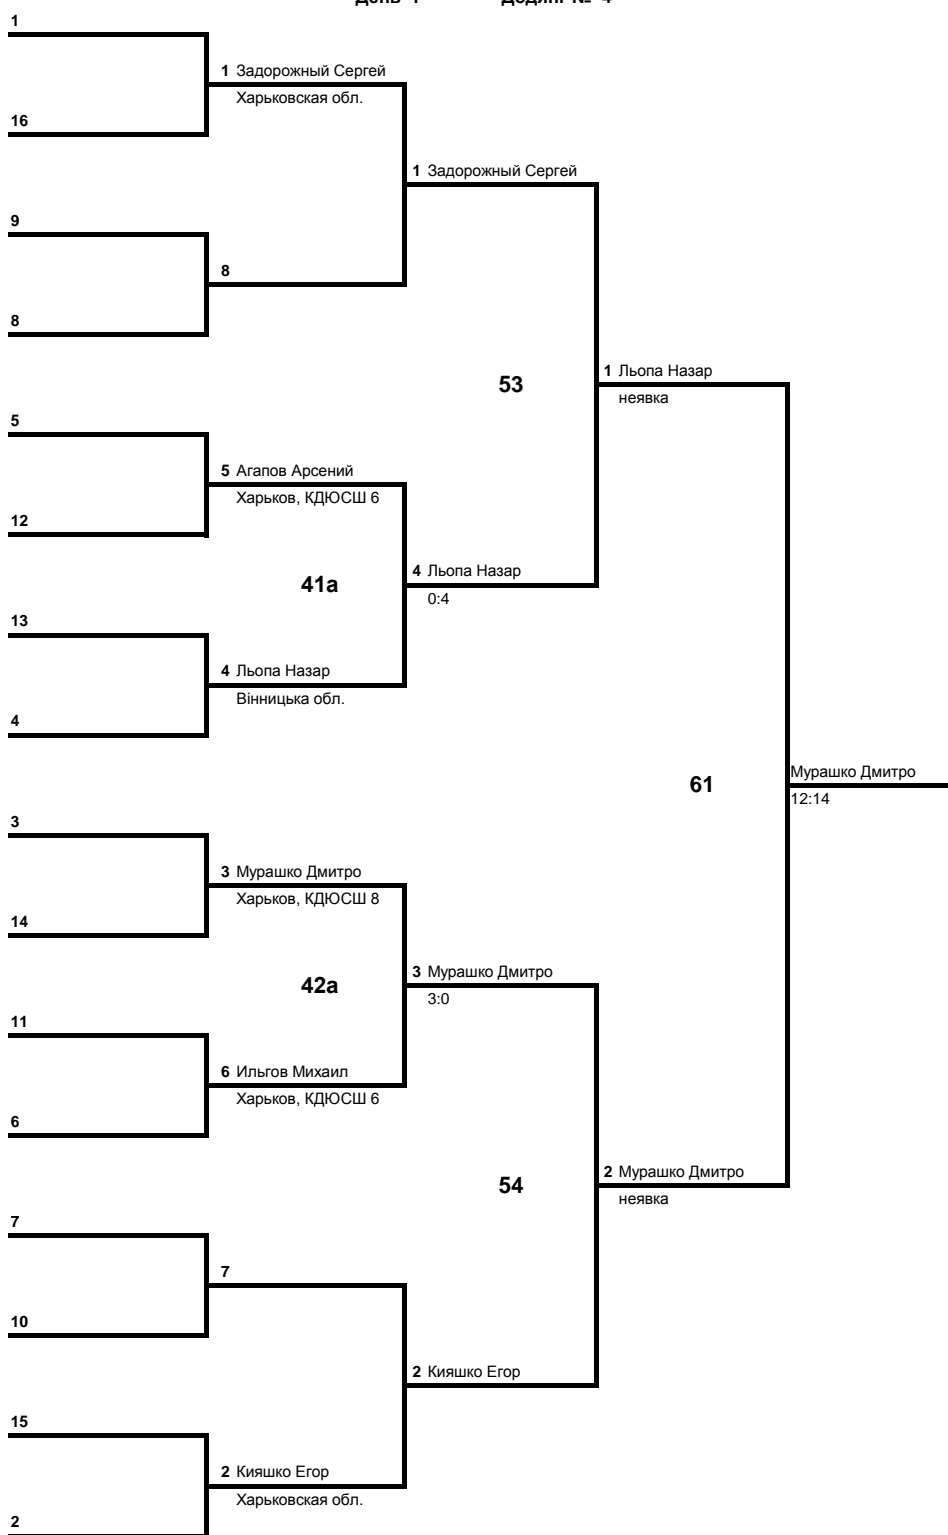 День 1 Додянг № 4
1
1 Задорожный Сергей
Харьковская обл.
16
1 Задорожный Сергей
9
8
8
53
1 Льопа Назар
неявка
5
5 Агапов Арсений
Харьков, КДЮСШ 6
12
41а
4 Льопа Назар
0:4
13
4 Льопа Назар
Вінницька обл.
4
61
Мурашко Дмитро
12:14
3
3 Мурашко Дмитро
Харьков, КДЮСШ 8
14
42а
3 Мурашко Дмитро
3:0
11
6 Ильгов Михаил
Харьков, КДЮСШ 6
6
54
2 Мурашко Дмитро
неявка
7
7
10
2 Кияшко Егор
15
2 Кияшко Егор
Харьковская обл.
2